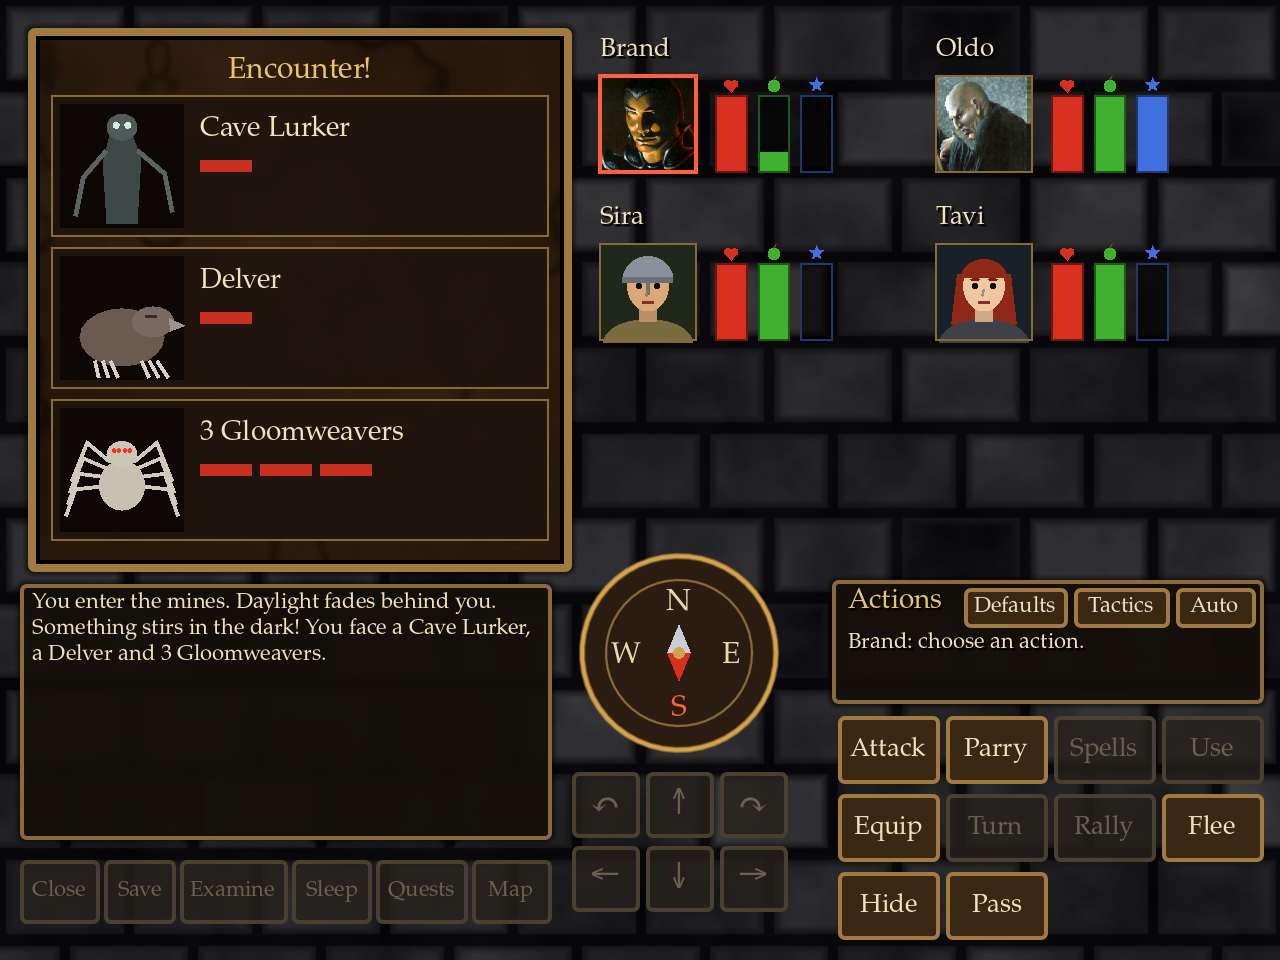 Encounter!
Cave Lurker
Delver
3 Gloomweavers
Brand
Oldo
Sira
Tavi
You enter the mines. Daylight fades behind you.
Something stirs in the dark! You face a Cave Lurker,
a Delver and 3 Gloomweavers.
N
W E
S
Actions Defaults Tactics Auto
Brand: choose an action.
Attack Parry Spells Use
Equip Turn Rally Flee
Hide Pass
Close Save Examine Sleep Quests Map